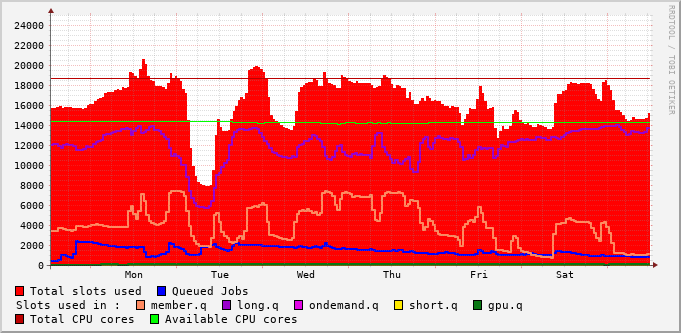 24000
22000
20000
18000
16000
14000
12000
10000
8000
6000
4000
2000
0
Mon Tue Wed Thu Fri Sat
Total slots used Queued Jobs
Slots used in : member.q long.q ondemand.q short.q gpu.q
Total CPU cores Available CPU cores
RRDTOOL / TOBI OETIKER